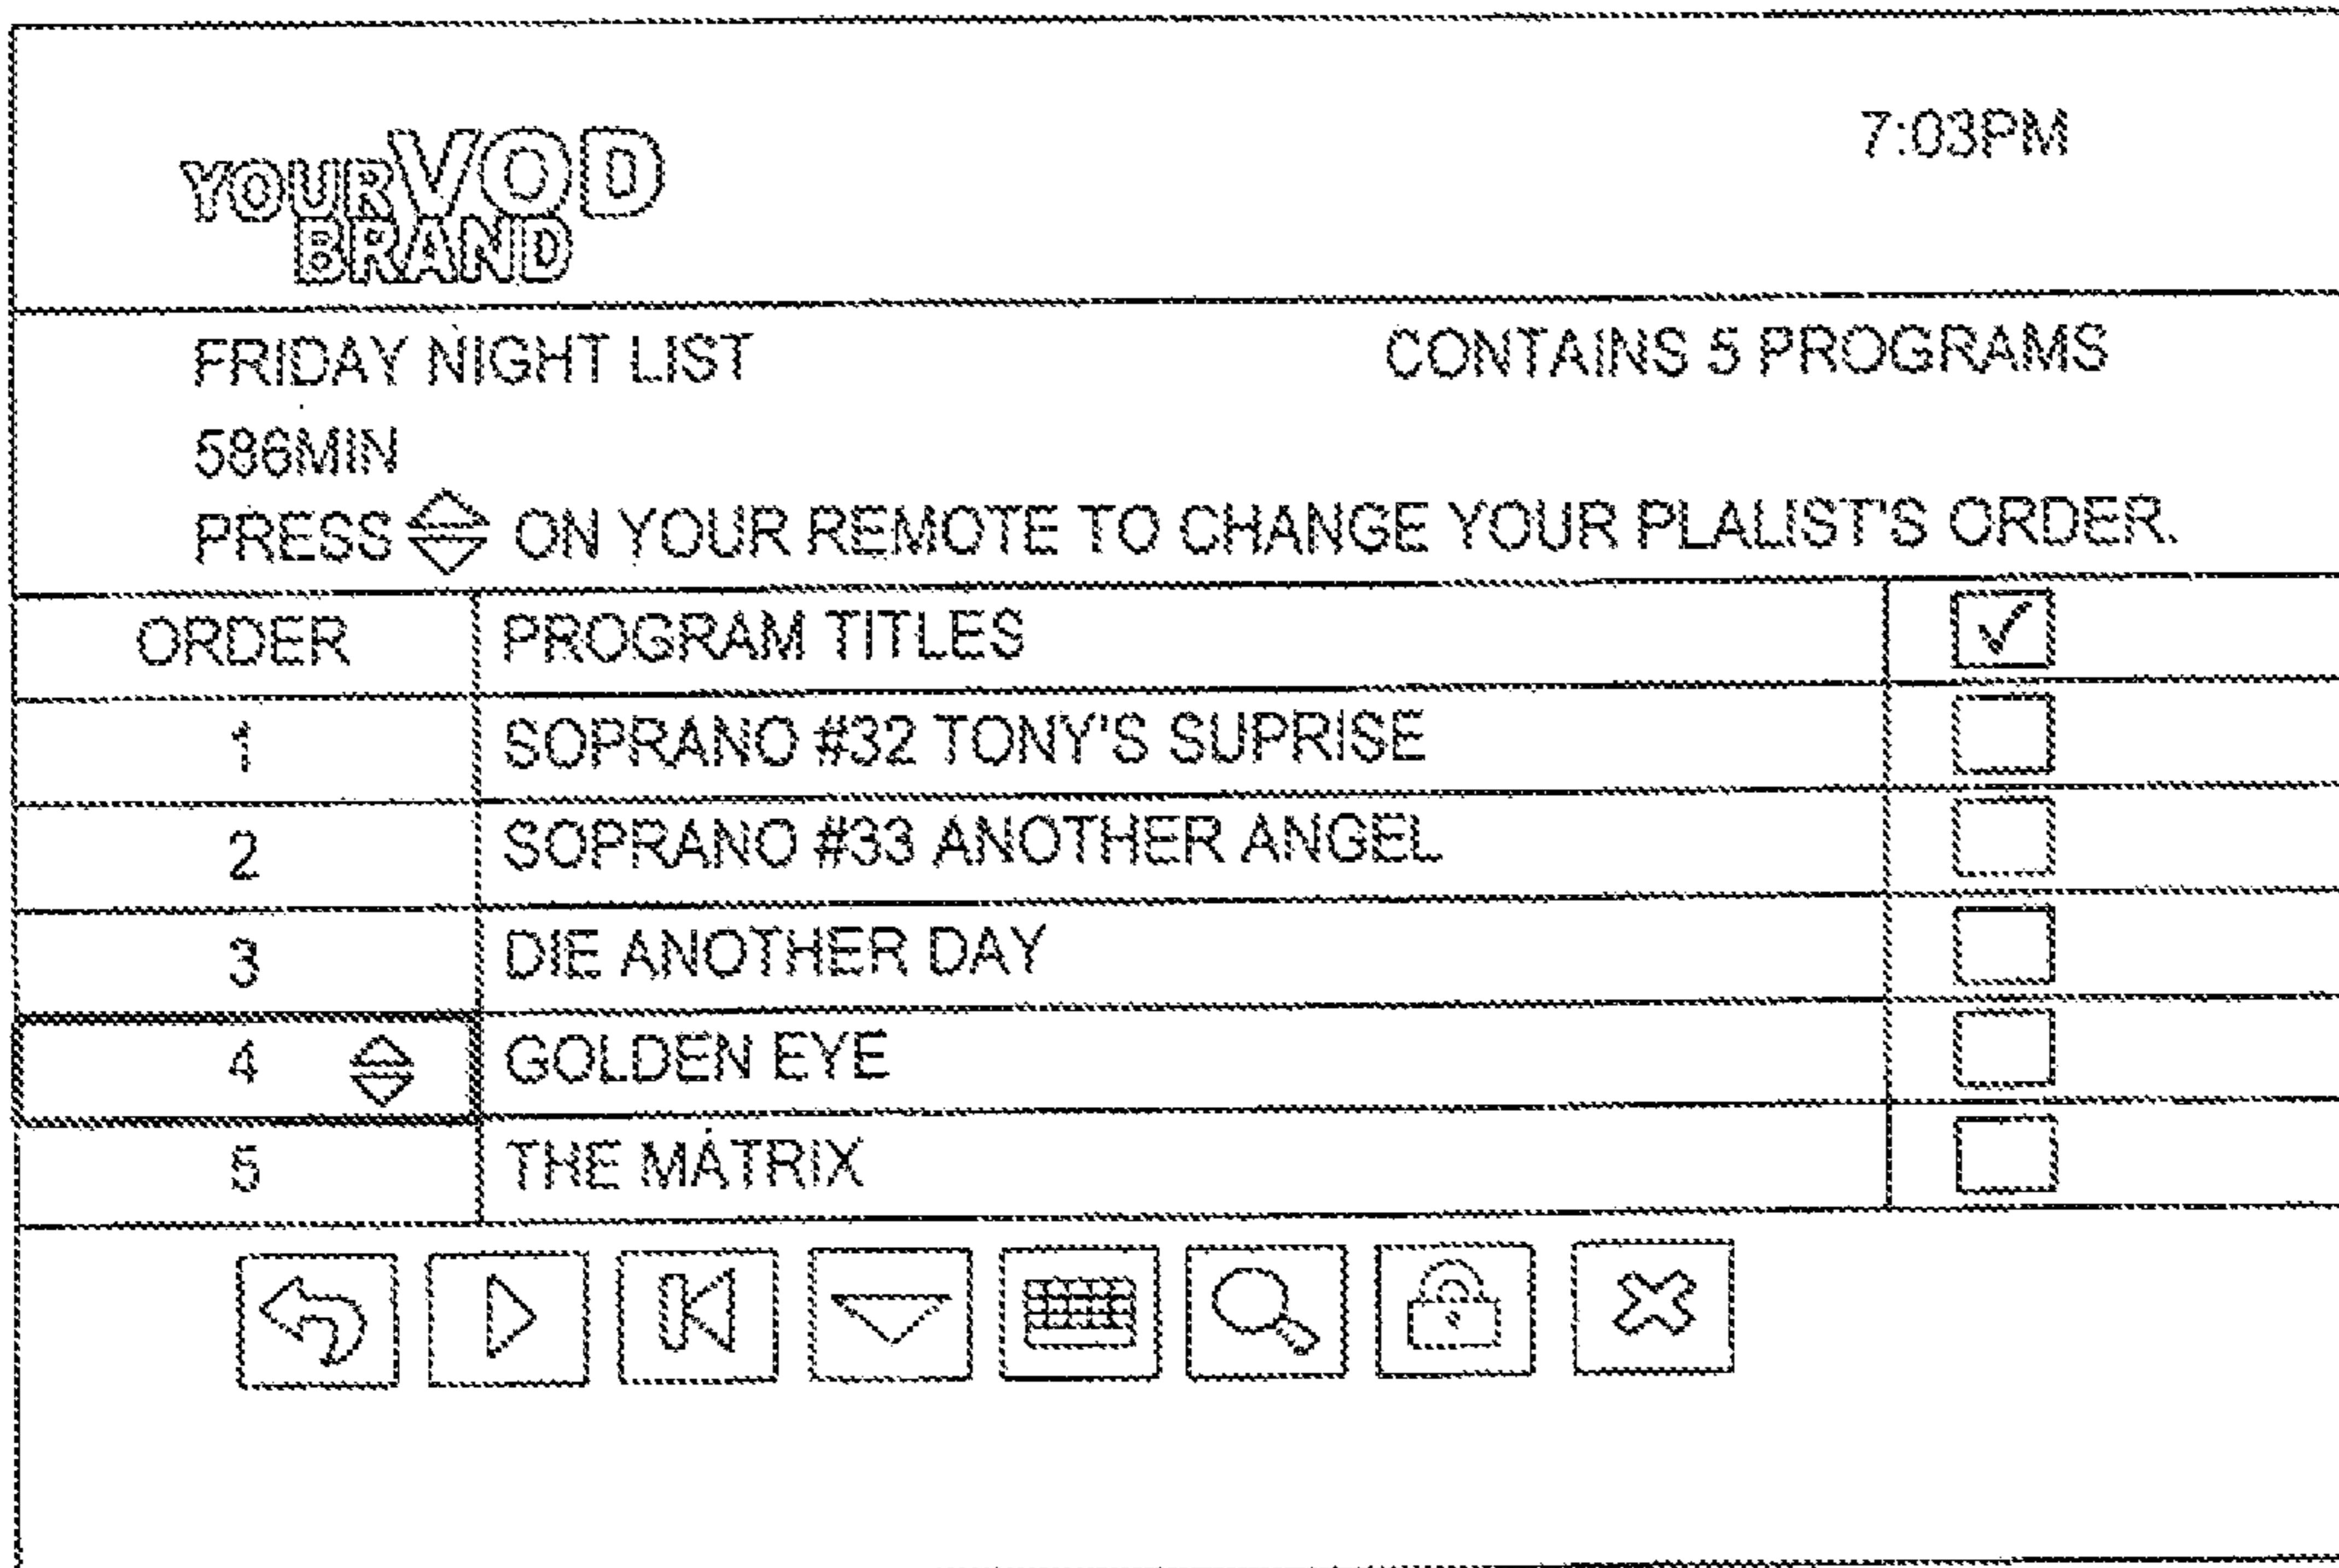 7:03PM
YOUR VOD
BRAND
FRIDAY NIGHT LIST CONTAINS 5 PROGRAMS
586MIN
PRESS ON YOUR REMOTE TO CHANGE YOUR PLALIST'S ORDER.
ORDER PROGRAM TITLES
1 SOPRANO #32 TONY'S SUPRISE
2 SOPRANO #33 ANOTHER ANGEL
3 DIE ANOTHER DAY
4 GOLDEN EYE
5 THE MATRIX